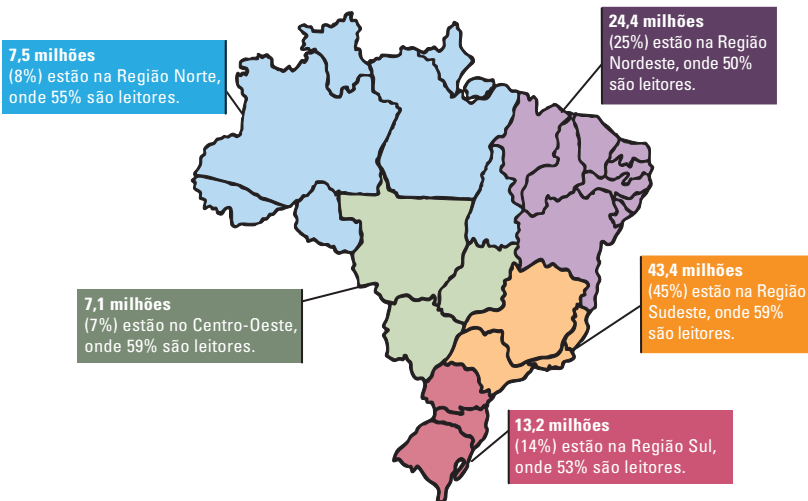 7,5 milhões
(8%) estão na Região Norte,
onde 55% são leitores.
24,4 milhões
(25%) estão na Região
Nordeste, onde 50%
são leitores.
7,1 milhões
(7%) estão no Centro-Oeste,
onde 59% são leitores.
43,4 milhões
(45%) estão na Região
Sudeste, onde 59%
são leitores.
13,2 milhões
(14%) estão na Região Sul,
onde 53% são leitores.